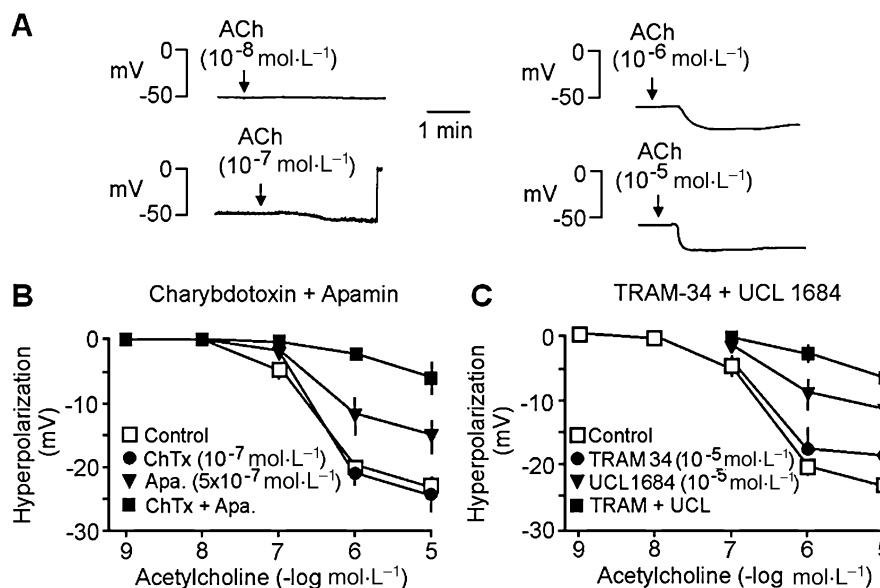 A
ACh
(10-8 mol·L–1)
0
mV
-50
ACh
(10-7 mol·L–1)
0
mV
-50
1 min
ACh
(10-6 mol·L–1)
0
mV
-50
ACh
(10-5 mol·L–1)
0
mV
-50
B
Charybdotoxin + Apamin
Hyperpolarization
(mV)
0
-10
-20
-30
Control
ChTx (10-7 mol·L–1)
Apa. (5x10-7 mol·L–1)
ChTx + Apa.
9 8 7 6 5
Acetylcholine (-log mol·L–1)
C
TRAM-34 + UCL 1684
Hyperpolarization
(mV)
0
-10
-20
-30
Control
TRAM 34 (10-5 mol·L–1)
UCL1684 (10-5 mol·L–1)
TRAM + UCL
9 8 7 6 5
Acetylcholine (-log mol·L–1)